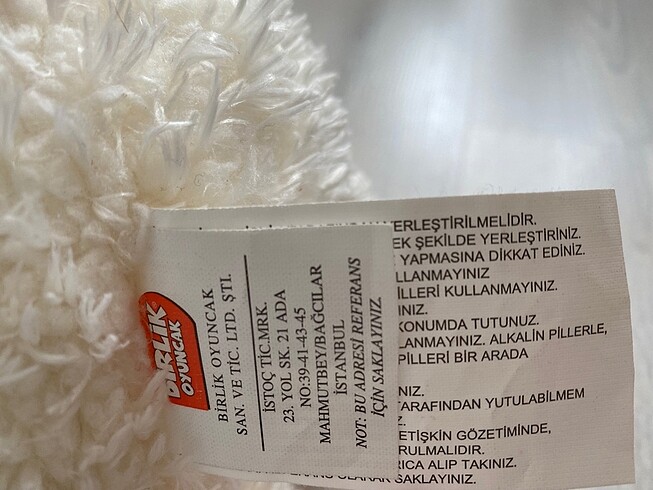 BİRLİK
OYUNCAK
BİRLİK OYUNCAK
SAN. VE TİC. LTD. ŞTİ.
İSTOÇ TİC.MRK.
23. YOL SK. 21 ADA
NO:39-41-43-45
MAHMUTBEY/BAĞCILAR
İSTANBUL
NOT: BU ADRESİ REFERANS
İÇİN SAKLAYINIZ
YERLEŞTİRİLMELİDİR.
EK ŞEKİLDE YERLEŞTİRİNİZ.
YAPMASINA DİKKAT EDİNİZ.
LLANMAYINIZ
İLLERİ KULLANMAYINIZ.
INIZ.
KONUMDA TUTUNUZ.
LANMAYINIZ. ALKALİN PİLLERLE,
PİLLERİ BİR ARADA
NIZ.
TARAFINDAN YUTULABİLMEM
Z.
ETİŞKİN GÖZETİMİNDE,
RULMALIDIR.
RICA ALIP TAKINIZ.
OLARAK SAKLAYINIZ.